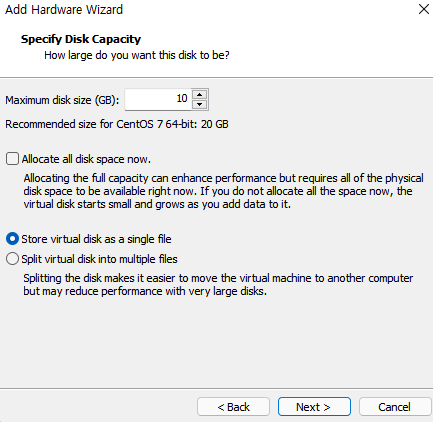 Add Hardware Wizard
Specify Disk Capacity
How large do you want this disk to be?
Maximum disk size (GB): 10
Recommended size for CentOS 7 64-bit: 20 GB
Allocate all disk space now.
Allocating the full capacity can enhance performance but requires all of the physical
disk space to be available right now. If you do not allocate all the space now, the
virtual disk starts small and grows as you add data to it.
Store virtual disk as a single file
Split virtual disk into multiple files
Splitting the disk makes it easier to move the virtual machine to another computer
but may reduce performance with very large disks.
< Back Next > Cancel